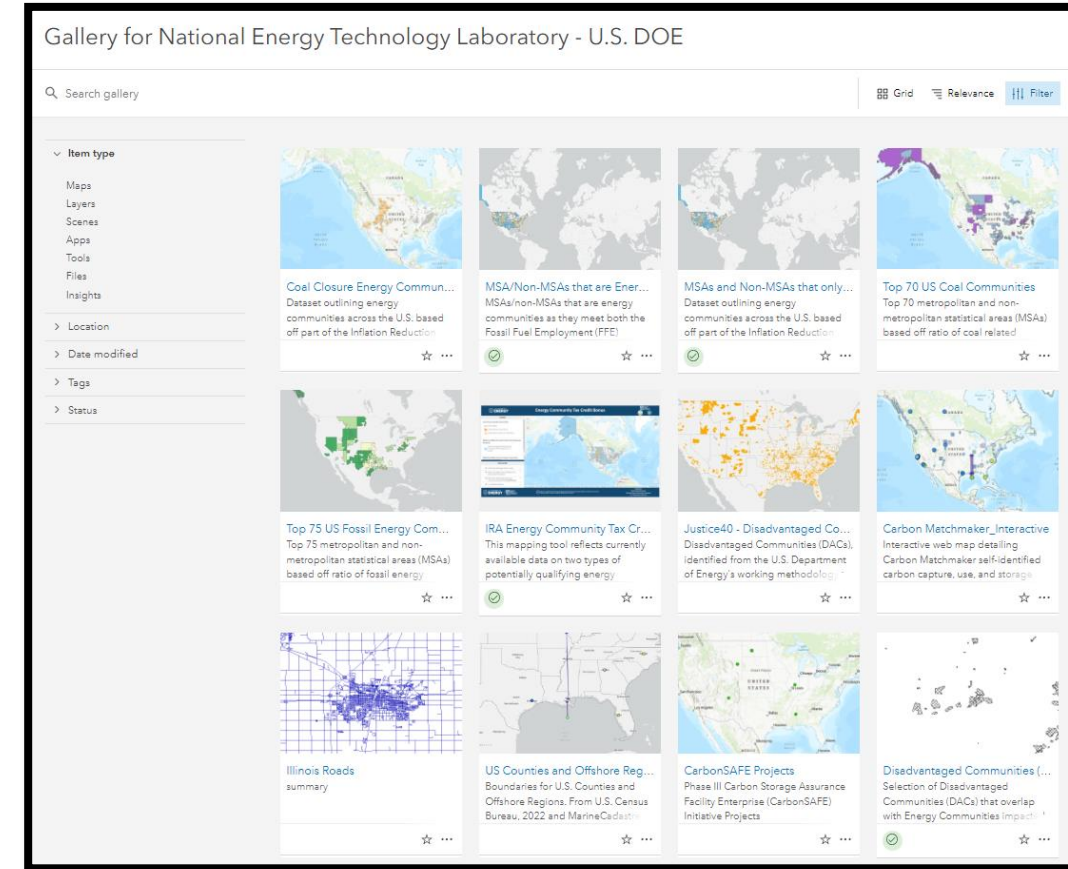 Gallery for National Energy Technology Laboratory - U.S. DOE
Search gallery
Grid
Relevance
Filter
Item type
Maps
Layers
Scenes
Apps
Tools
Files
Insights
Location
Date modified
Tags
Status
Coal Closure Energy Commun...
Dataset outlining energy
communities across the U.S. based
off part of the Inflation Reduction
MSA/Non-MSAs that are Ener...
MSAs/non-MSAs that are energy
communities as they meet both the
Fossil Fuel Employment (FFE)
MSAs and Non-MSAs that only...
Dataset outlining energy
communities across the U.S. based
off part of the Inflation Reduction
Top 70 US Coal Communities
Top 70 metropolitan and non-
metropolitan statistical areas (MSAs)
based off ratio of coal related
Top 75 US Fossil Energy Com...
Top 75 metropolitan and non-
metropolitan statistical areas (MSAs)
based off ratio of fossil energy
Energy Community Tax Credit Bonus
IRA Energy Community Tax Cr...
This mapping tool reflects currently
available data on two types of
potentially qualifying energy
Justice40 - Disadvantaged Co...
Disadvantaged Communities (DACs),
identified from the U.S. Department
of Energy's working methodology
Carbon Matchmaker_Interactive
Interactive web map detailing
Carbon Matchmaker self-identified
carbon capture, use, and storage
Illinois Roads
summary
US Counties and Offshore Reg...
Boundaries for U.S. Counties and
Offshore Regions. From U.S. Census
Bureau, 2022 and MarineCadastre
UNITED
STATES
CarbonSAFE Projects
Phase III Carbon Storage Assurance
Facility Enterprise (CarbonSAFE)
Initiative Projects
Disadvantaged Communities (...
Selection of Disadvantaged
Communities (DACs) that overlap
with Energy Communities Impacts